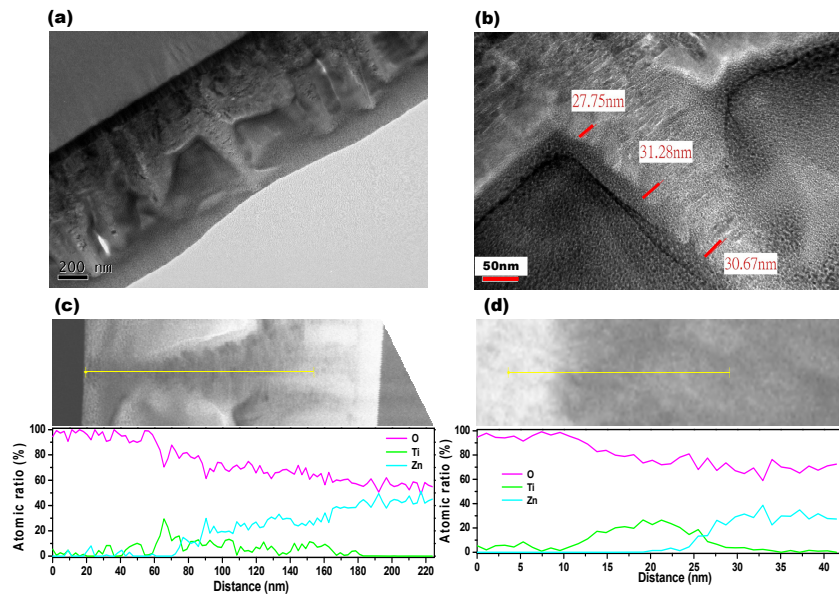 (a)
200 nm
(b)
27.75nm
31.28nm
30.67nm
50nm
(c)
Atomic ratio (%)
100
80
60
40
20
0
O
Ti
Zn
0 20 40 60 80 100 120 140 160 180 200 220
Distance (nm)
(d)
Atomic ratio (%)
100
80
60
40
20
0
O
Ti
Zn
0 5 10 15 20 25 30 35 40
Distance (nm)